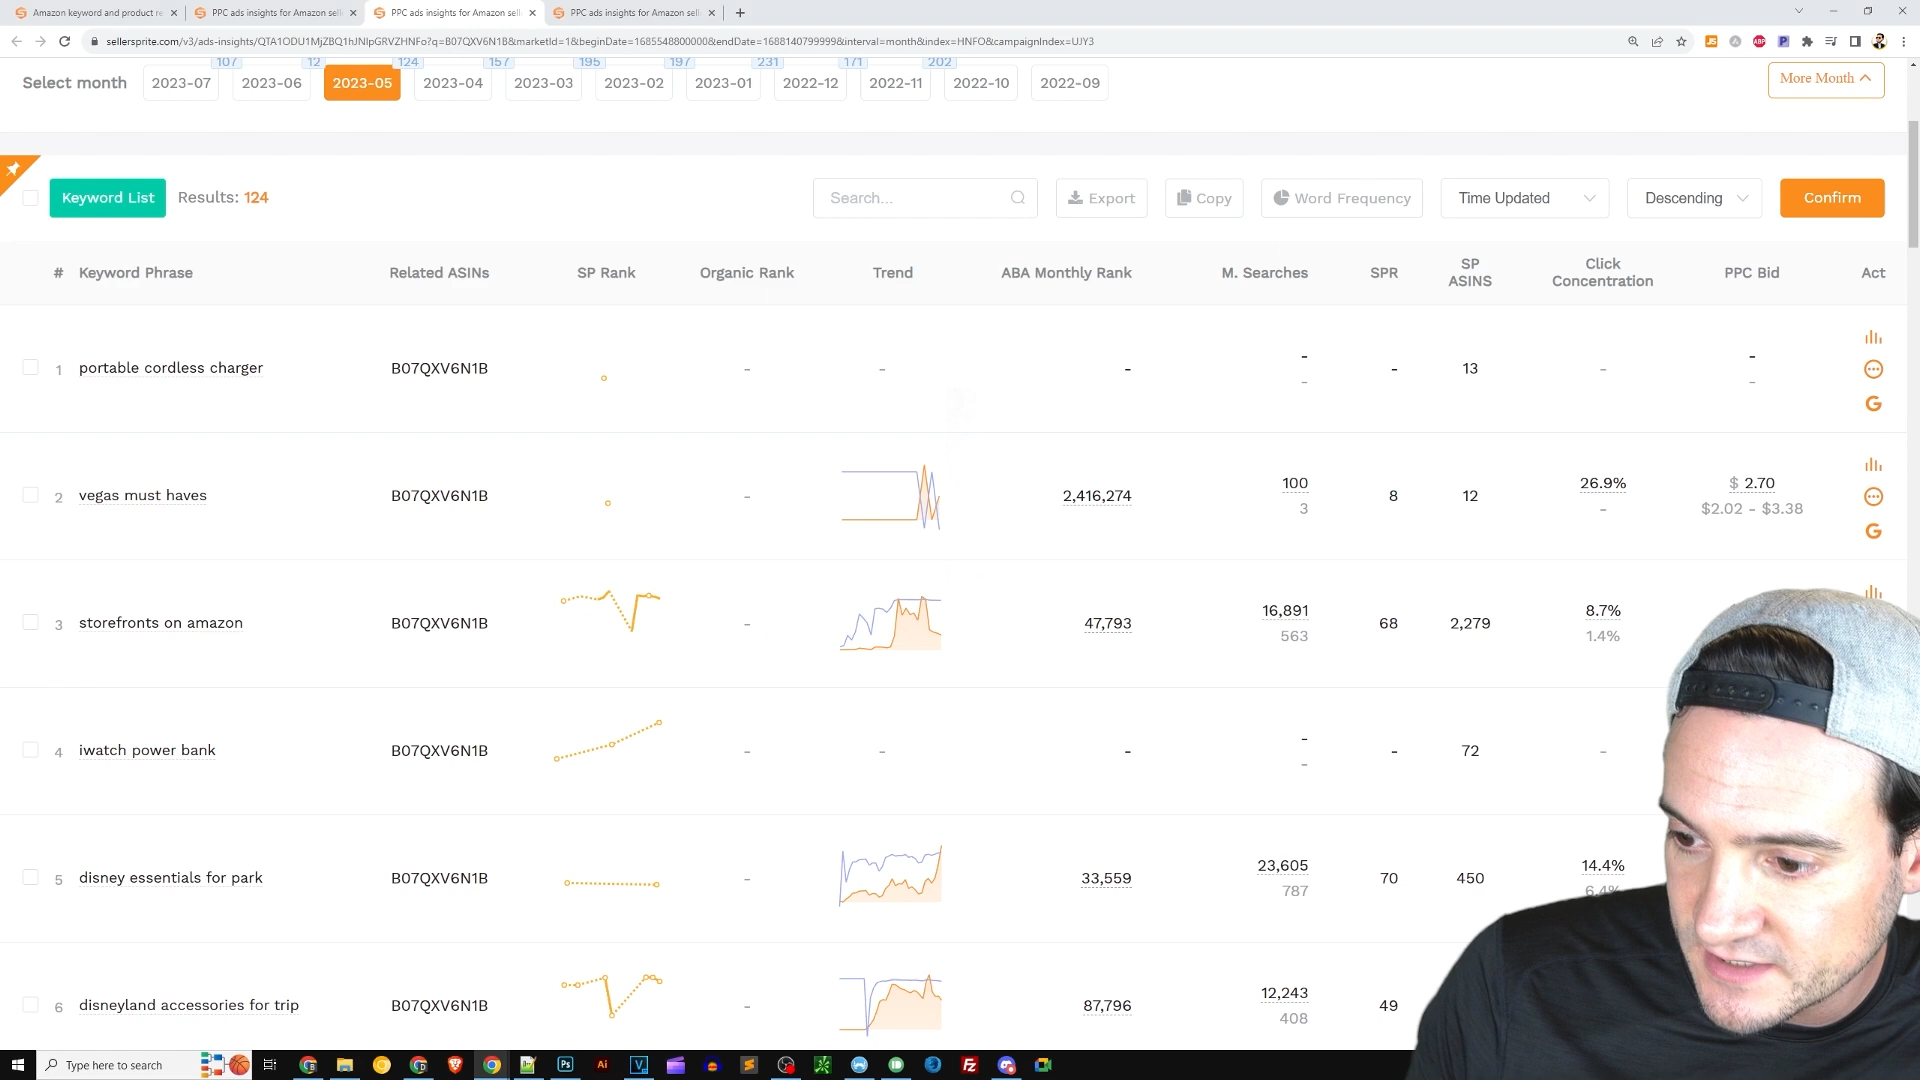 Amazon keyword and product re
PPC ads insights for Amazon sell
PPC ads insights for Amazon sell
PPC ads insights for Amazon sell
sellersprite.com/v3/ads-insights/QTA1ODU1MjZBQ1hJNlpGRVZHNFo?q=B07QXV6N1B&marketId=1&beginDate=1685548800000&endDate=1688140799999&interval=month&index=HNFO&campaignIndex=UJY3
107 12 124 157 195 197 231 171 202
Select month 2023-07 2023-06 2023-05 2023-04 2023-03 2023-02 2023-01 2022-12 2022-11 2022-10 2022-09 More Month
Keyword List Results: 124 Search... Export Copy Word Frequency Time Updated Descending Confirm
# Keyword Phrase Related ASINs SP Rank Organic Rank Trend ABA Monthly Rank M. Searches SPR SP ASINS Click Concentration PPC Bid Act
1 portable cordless charger B07QXV6N1B - - - - - 13 - -
- -
2 vegas must haves B07QXV6N1B - 2,416,274 100 8 12 26.9% $ 2.70
3 - $2.02 - $3.38
3 storefronts on amazon B07QXV6N1B - 47,793 16,891 68 2,279 8.7%
563 1.4%
4 iwatch power bank B07QXV6N1B - - - - - 72 -
-
5 disney essentials for park B07QXV6N1B - 33,559 23,605 70 450 14.4%
787 6.4%
6 disneyland accessories for trip B07QXV6N1B - 87,796 12,243 49
408
Type here to search